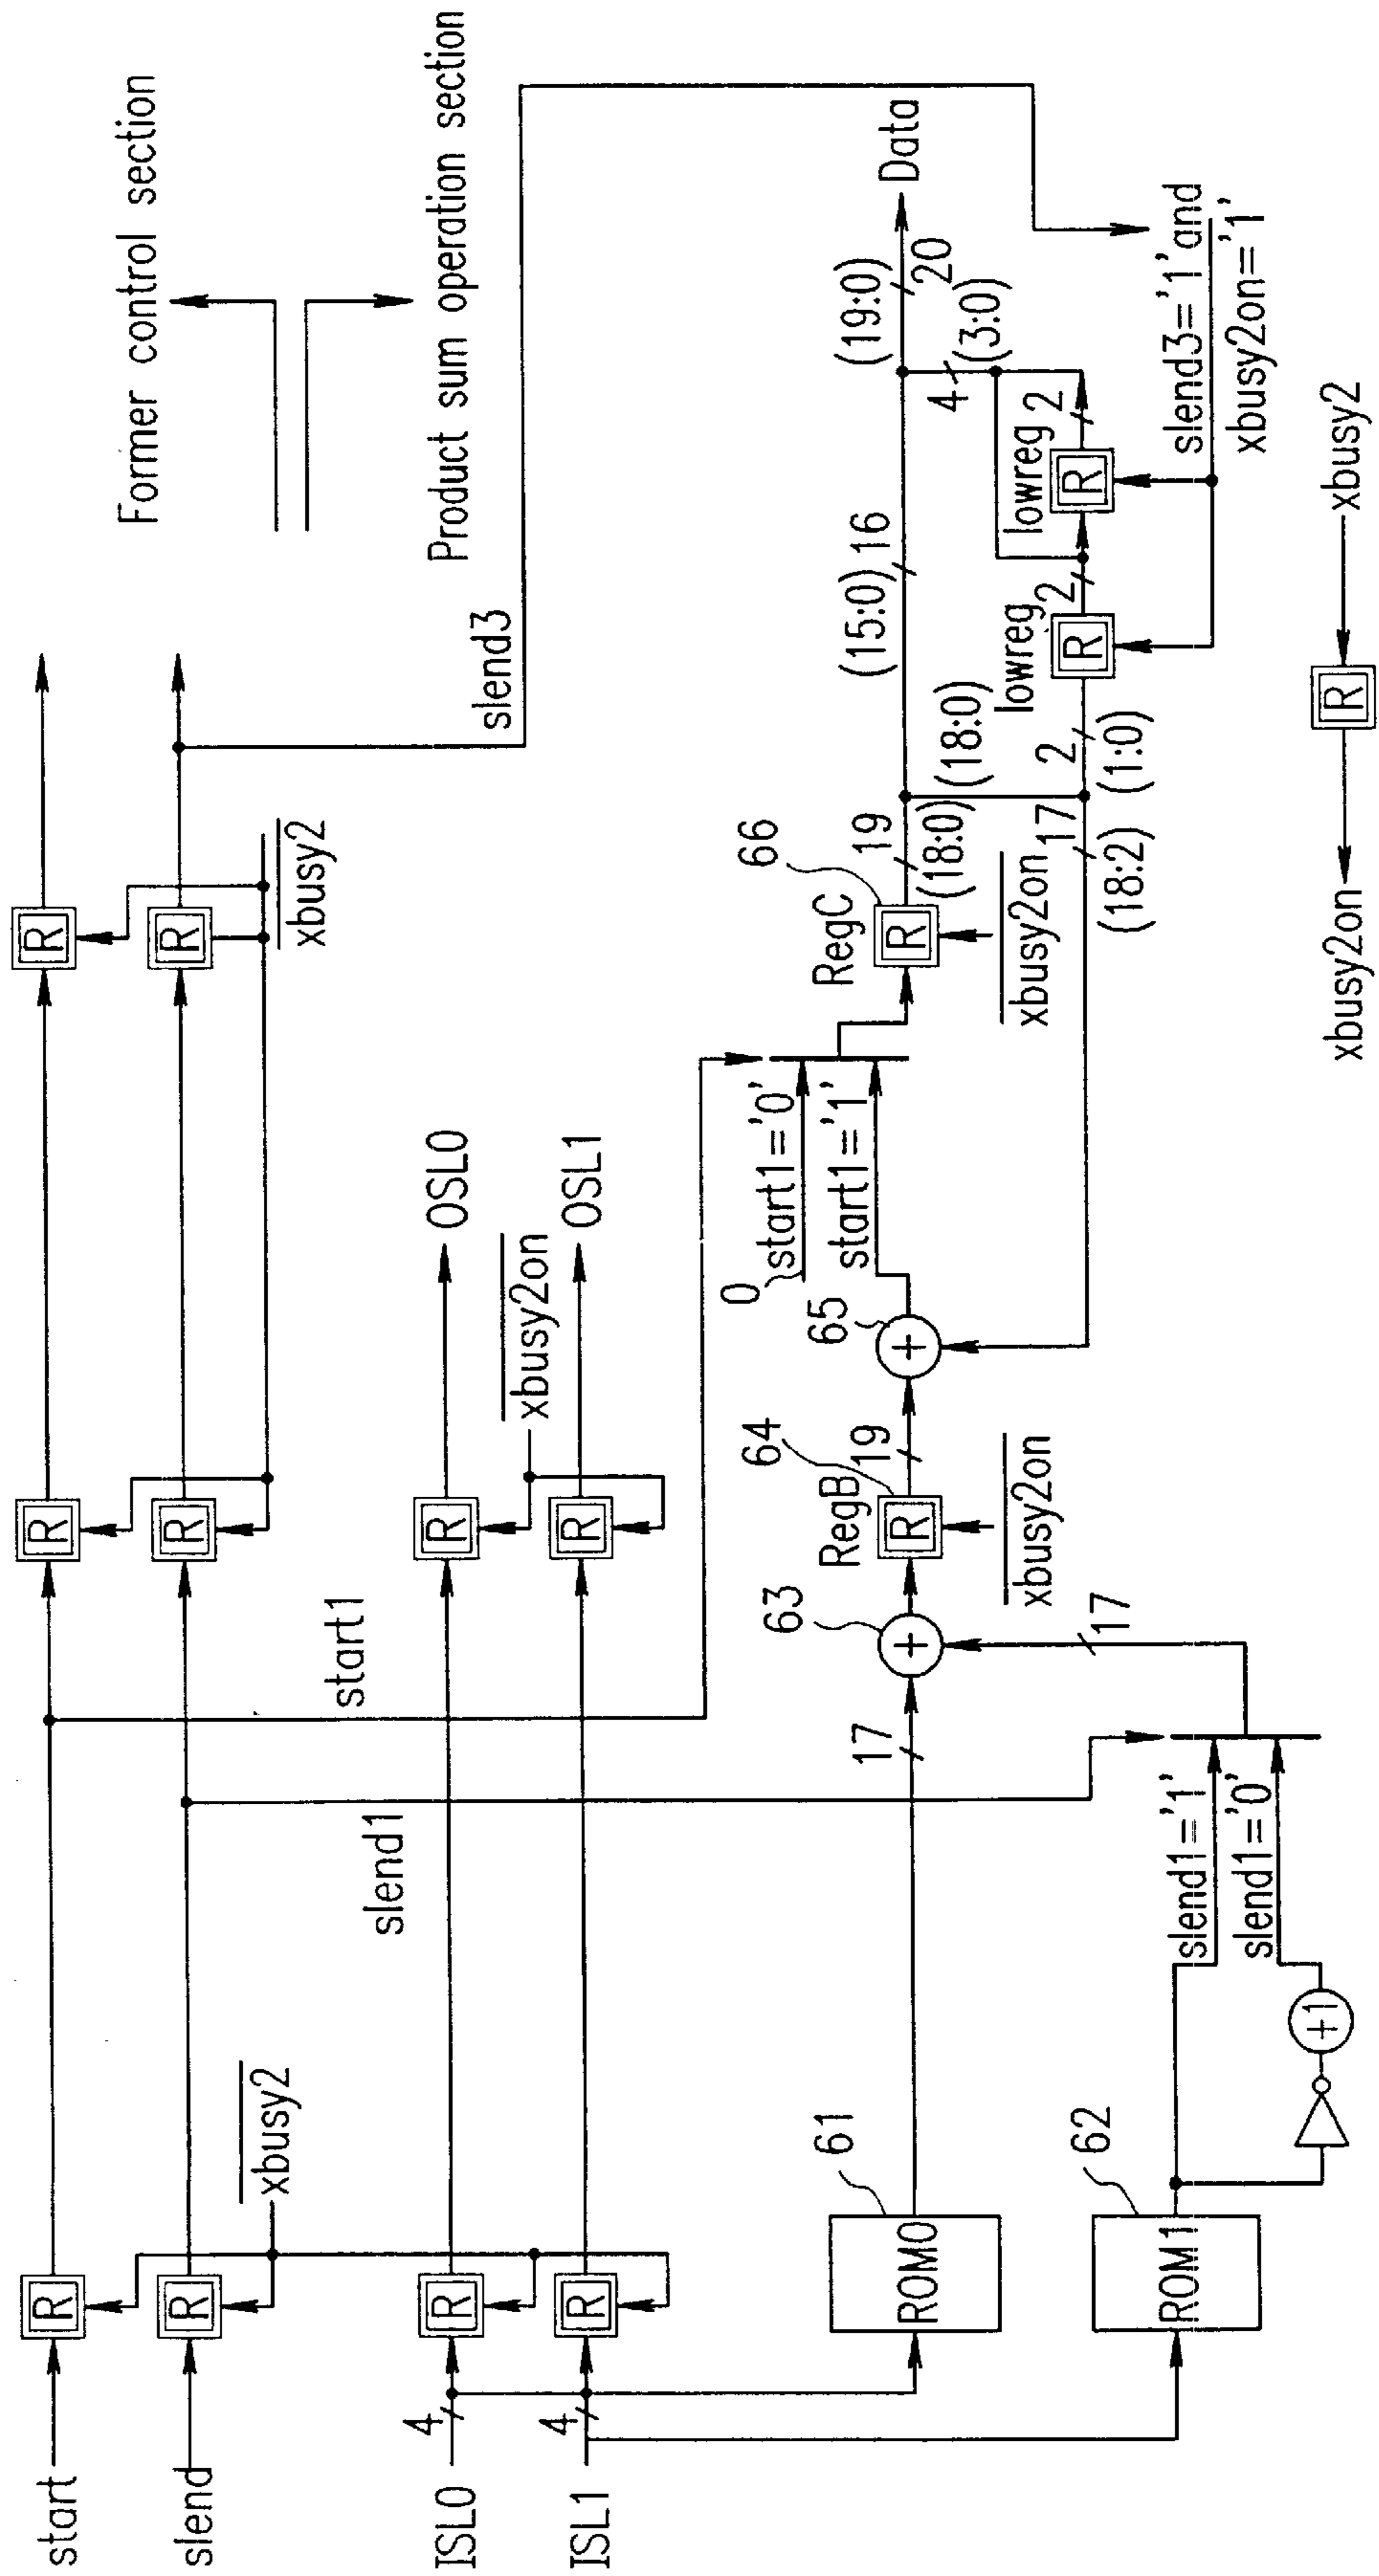 Former control section
Product sum operation section
start
R
R
R
slend
R
R
R
xbusy2
xbusy2
slend3
start1
slend1
ISL0
4
R
R
OSL0
xbusy2on
ISL1
4
R
R
OSL1
ROM0
61
17
63
+
RegB
64
R
19
xbusy2on
65
+
0
start1='0'
start1='1'
RegC
66
R
19
(18:0)
xbusy2on
(15:0) 16
(19:0)
20
Data
4
(3:0)
(18:0)
17
(18:2)
2
(1:0)
lowreg
R
2
lowreg
R
2
slend3='1' and
xbusy2on='1'
ROM1
62
+1
slend1='1'
slend1='0'
17
xbusy2on
R
xbusy2